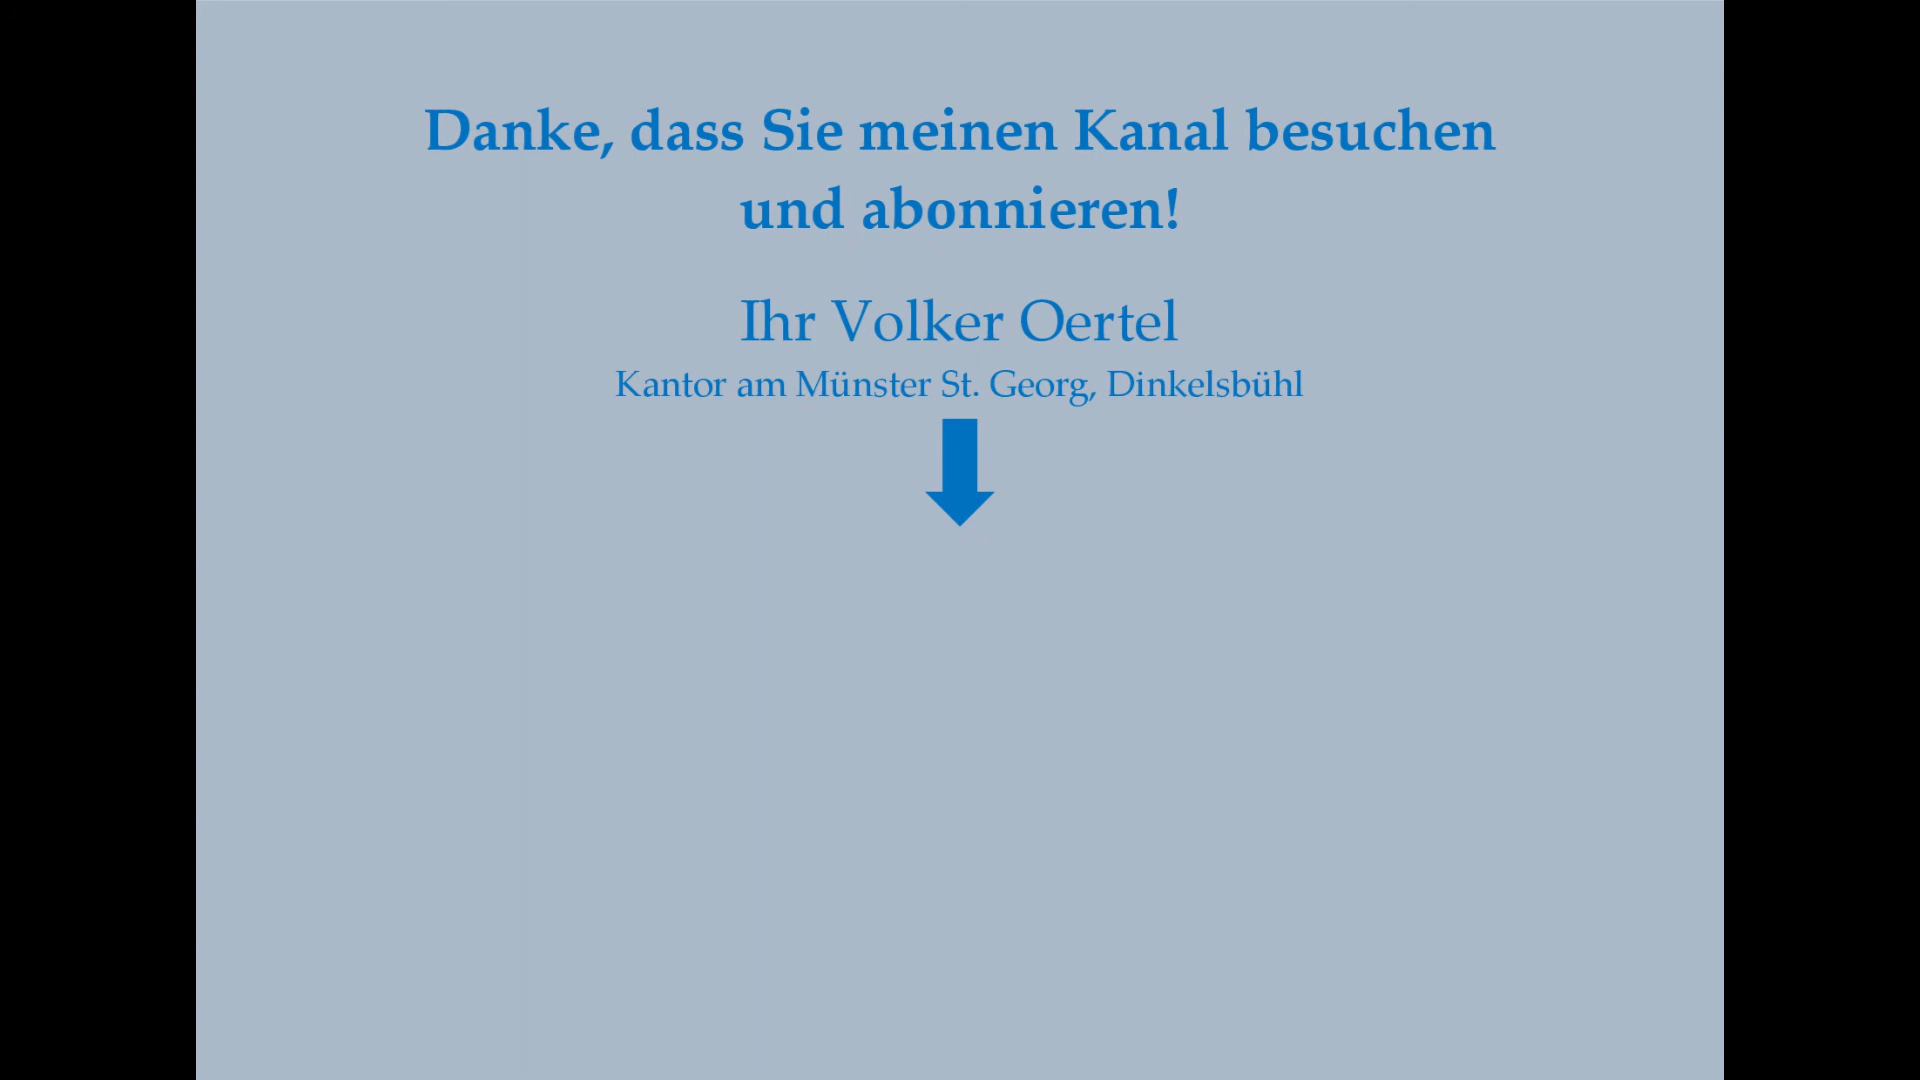 Danke, dass Sie meinen Kanal besuchen
und abonnieren!
Ihr Volker Oertel
Kantor am Münster St. Georg, Dinkelsbühl